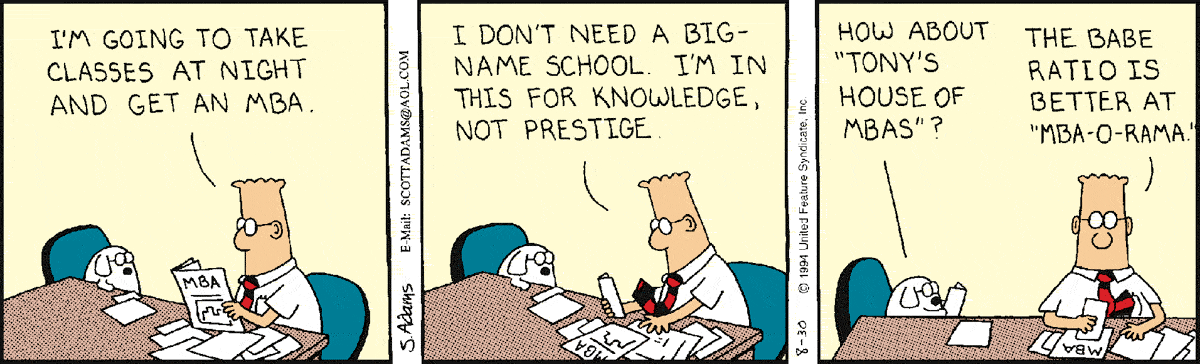 I'M GOING TO TAKE
CLASSES AT NIGHT
AND GET AN MBA.
MBA
S. Adams
E-Mail: SCOTTADAMS@AOL.COM
I DON'T NEED A BIG-
NAME SCHOOL. I'M IN
THIS FOR KNOWLEDGE,
NOT PRESTIGE.
MBA
8-30
© 1994 United Feature Syndicate, Inc.
HOW ABOUT
"TONY'S
HOUSE OF
MBAS"?
THE BABE
RATIO IS
BETTER AT
"MBA-O-RAMA."
MBA